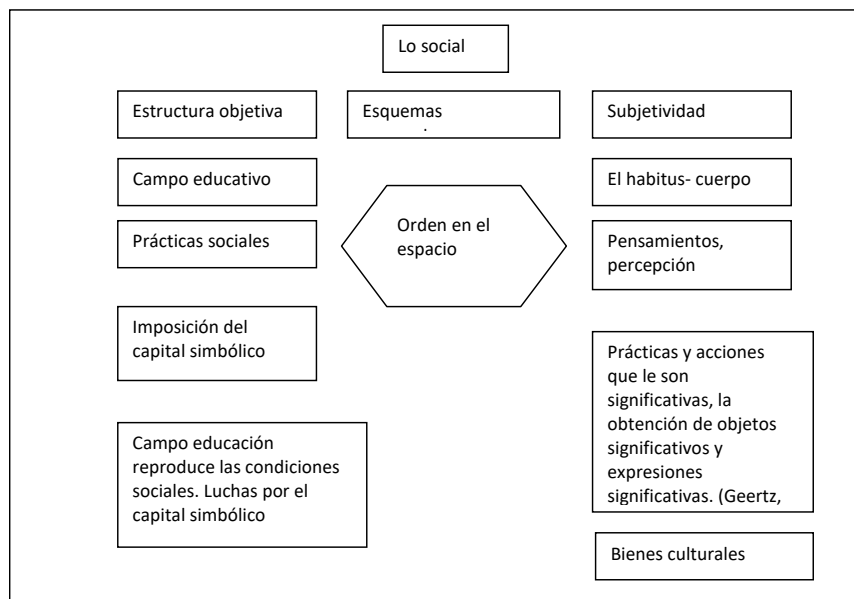 Lo social
Estructura objetiva
Esquemas
Subjetividad
Campo educativo
El habitus- cuerpo
Prácticas sociales
Orden en el
espacio
Pensamientos,
percepción
Imposición del
capital simbólico
Prácticas y acciones
que le son
significativas, la
obtención de objetos
significativos y
expresiones
significativas. (Geertz,
Campo educación
reproduce las condiciones
sociales. Luchas por el
capital simbólico
Bienes culturales